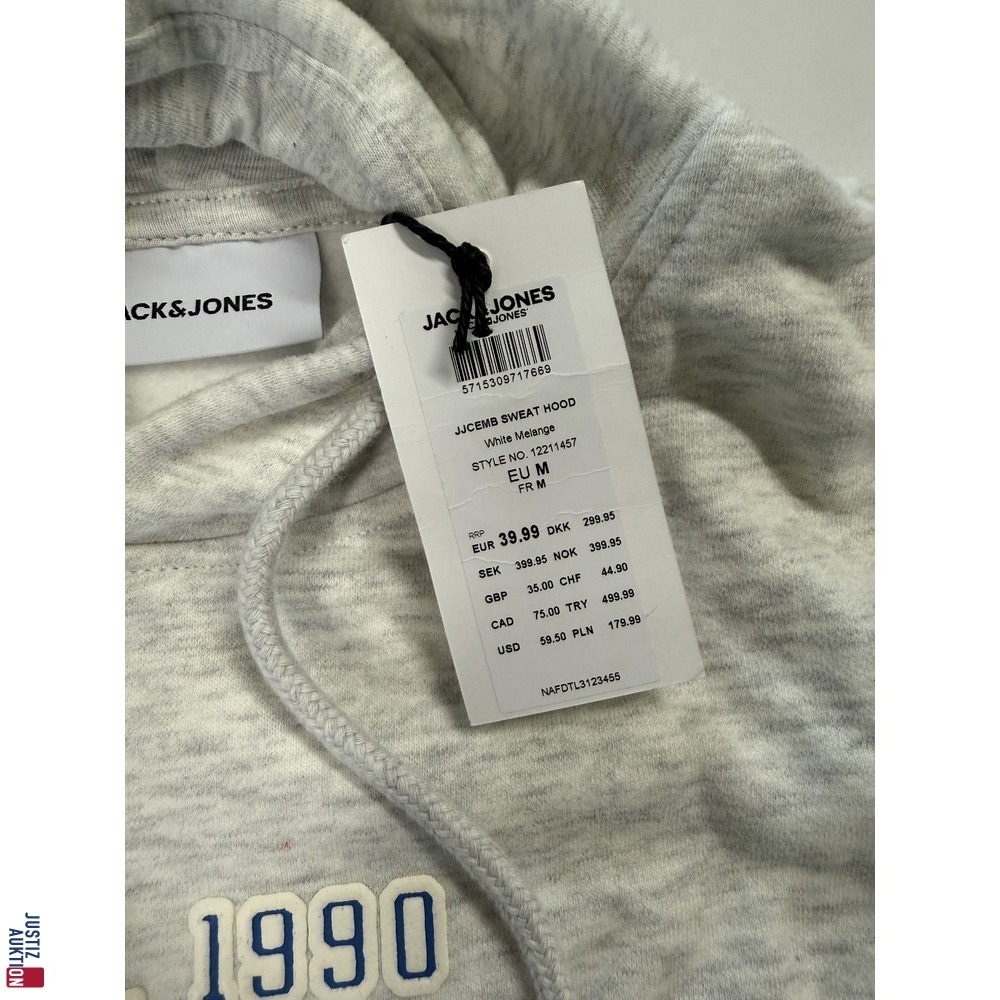 ACK&JONES
JACK&JONES
JACK&JONES
5715309717669
JJCEMB SWEAT HOOD
White Melange
STYLE NO. 12211457
EU M
FR M
RRP
EUR 39.99 DKK 299.95
SEK 399.95 NOK 399.95
GBP 35.00 CHF 44.90
CAD 75.00 TRY 499.99
USD 59.50 PLN 179.99
NAFDTL3123455
1990
JUSTIZ
AUKTION